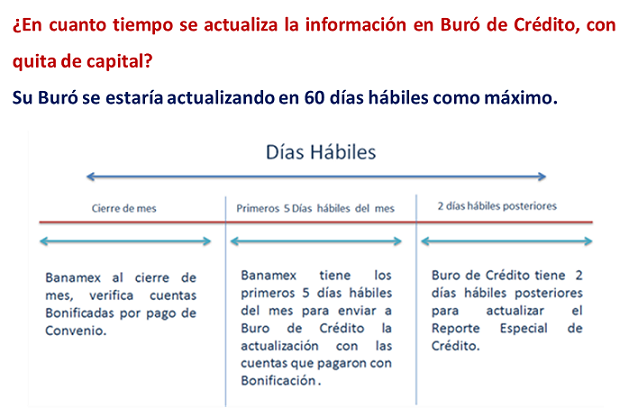 ¿En cuanto tiempo se actualiza la información en Buró de Crédito, con
quita de capital?
Su Buró se estaría actualizando en 60 días hábiles como máximo.
Días Hábiles
Cierre de mes
Primeros 5 Días hábiles del mes
2 días hábiles posteriores
Banamex al cierre de
mes, verifica cuentas
Bonificadas por pago de
Convenio.
Banamex tiene los
primeros 5 días hábiles
del mes para enviar a
Buro de Crédito la
actualización con las
cuentas que pagaron con
Bonificación.
Buro de Crédito tiene 2
días hábiles posteriores
para actualizar el
Reporte Especial de
Crédito.